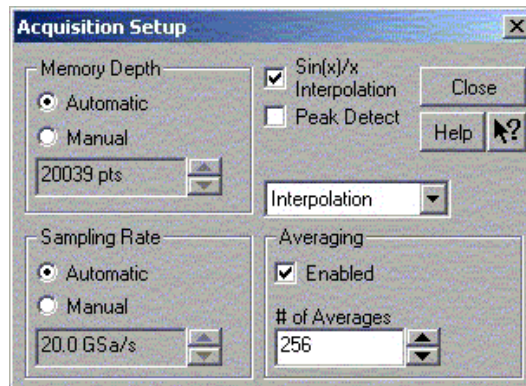 Acquisition Setup
Memory Depth
Automatic
Manual
20039 pts
Sin(x)/x
Interpolation
Peak Detect
Close
Help
Interpolation
Sampling Rate
Automatic
Manual
20.0 GSa/s
Averaging
Enabled
# of Averages
256